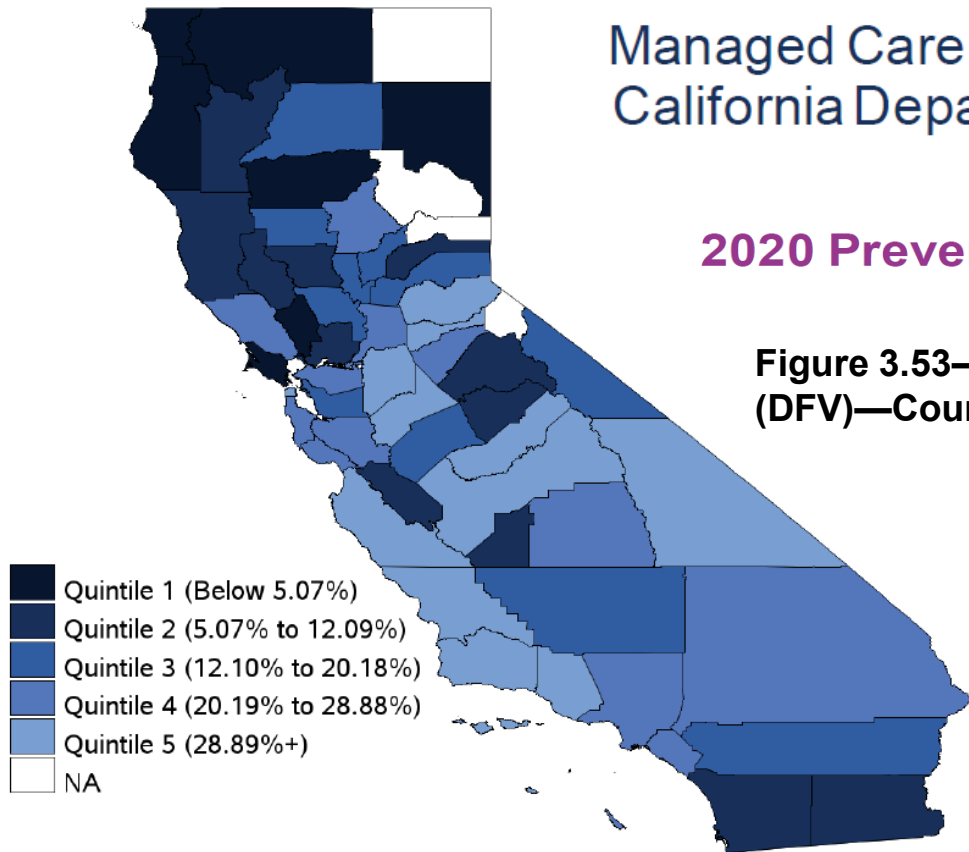 Managed Care
California Depa
2020 Preve
Figure 3.53–
(DFV)—Cour
Quintile 1 (Below 5.07%)
Quintile 2 (5.07% to 12.09%)
Quintile 3 (12.10% to 20.18%)
Quintile 4 (20.19% to 28.88%)
Quintile 5 (28.89%+)
NA